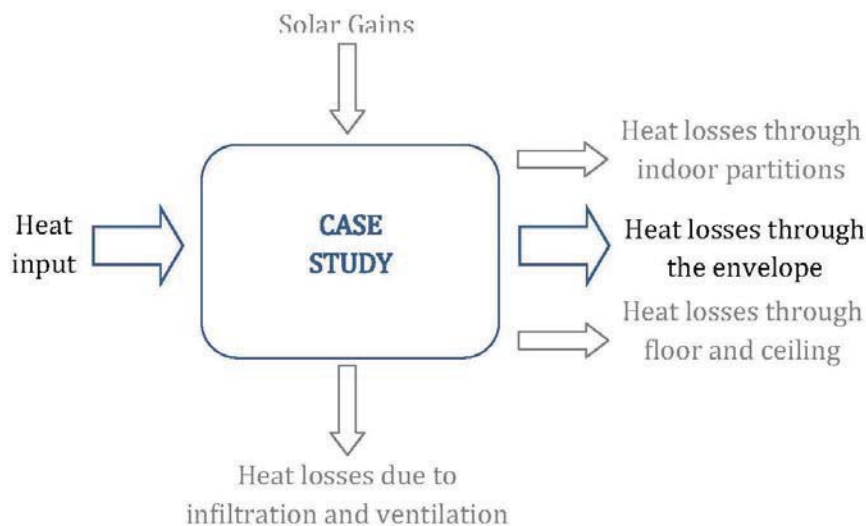 Solar Gains
Heat losses through
indoor partitions
Heat
input
CASE
STUDY
Heat losses through
the envelope
Heat losses through
floor and ceiling
Heat losses due to
infiltration and ventilation